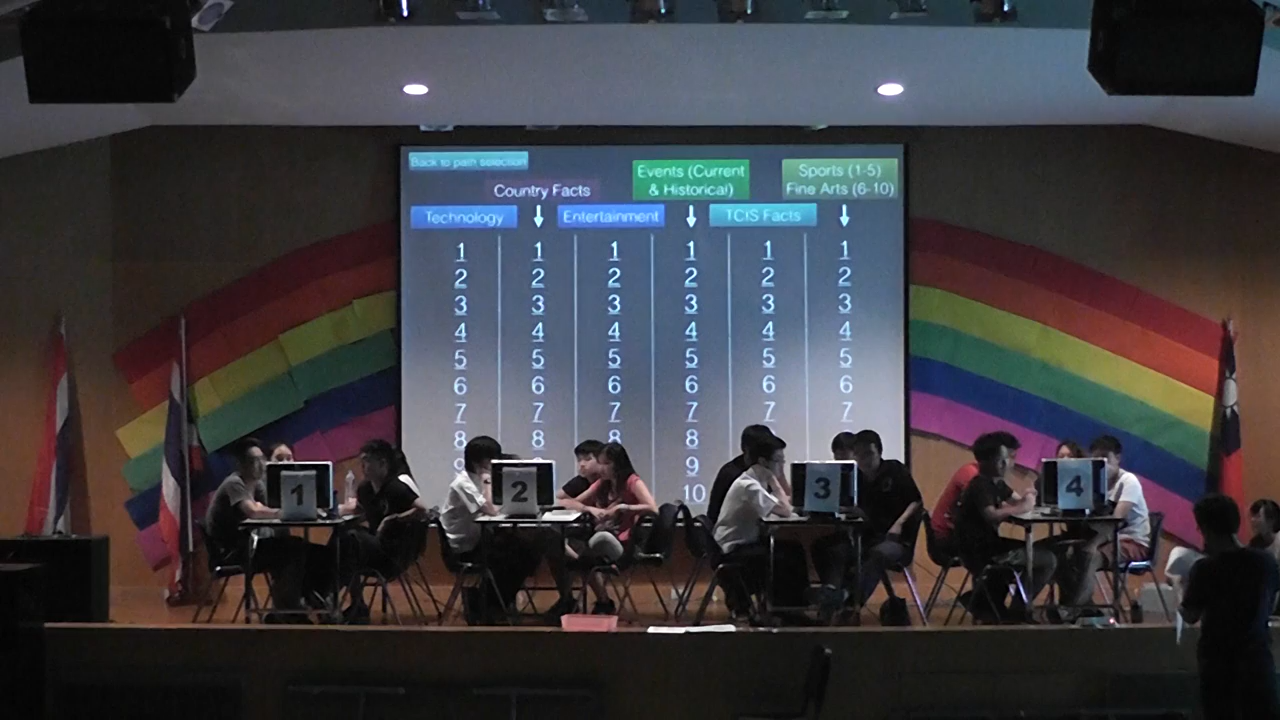 Back to path selection
Events (Current
& Historical)
Sports (1-5)
Fine Arts (6-10)
Country Facts
Technology
Entertainment
TCIS Facts
1 1 1 1 1 1
2 2 2 2 2 2
3 3 3 3 3 3
4 4 4 4 4 4
5 5 5 5 5 5
6 6 6 6 6 6
7 7 7 7 7 7
8 8 8 8
9 9
10
1
2
3
4